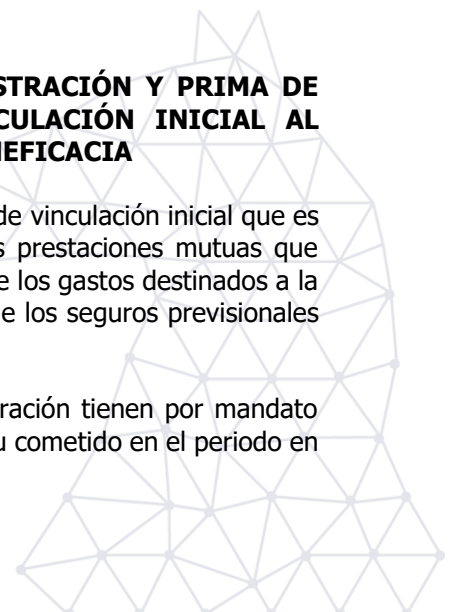 STRACIÓN Y PRIMA DE
CULACIÓN INICIAL AL
NEFICACIA
de vinculación inicial que es
s prestaciones mutuas que
e los gastos destinados a la
e los seguros previsionales
ración tienen por mandato
u cometido en el periodo en